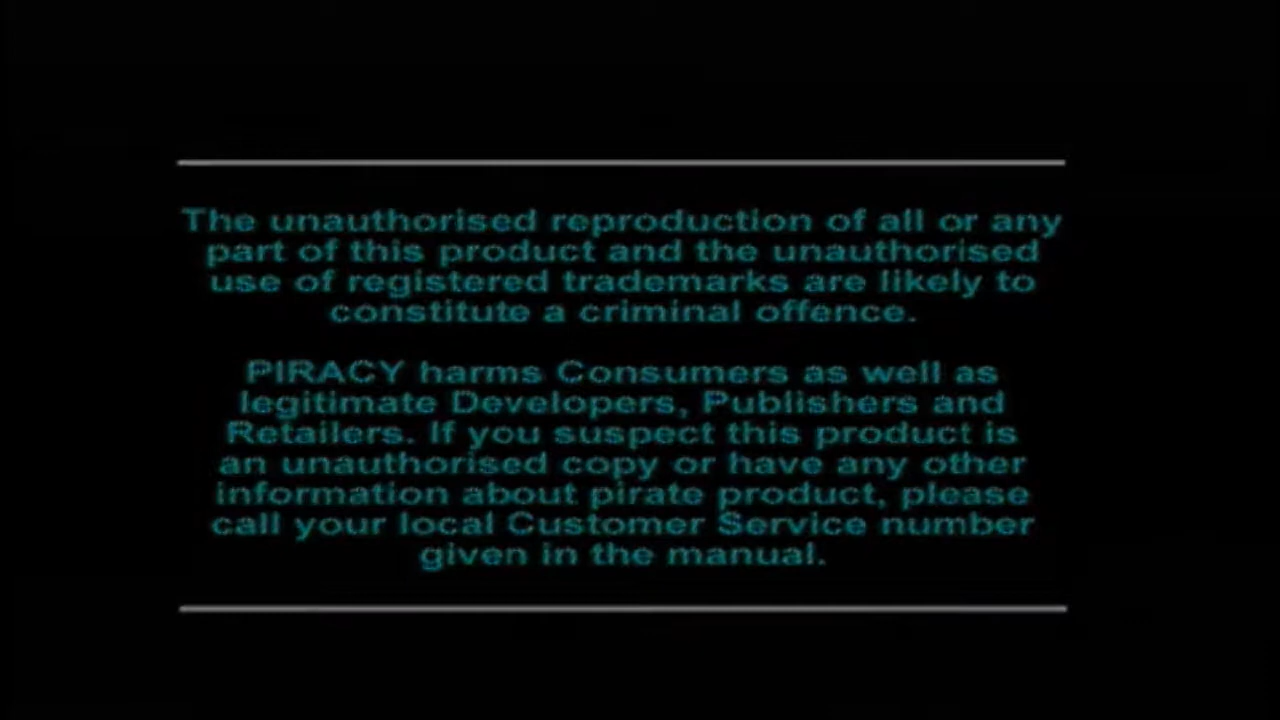 The unauthorised reproduction of all or any
part of this product and the unauthorised
use of registered trademarks are likely to
constitute a criminal offence.
PIRACY harms Consumers as well as
legitimate Developers, Publishers and
Retailers. If you suspect this product is
an unauthorised copy or have any other
information about pirate product, please
call your local Customer Service number
given in the manual.